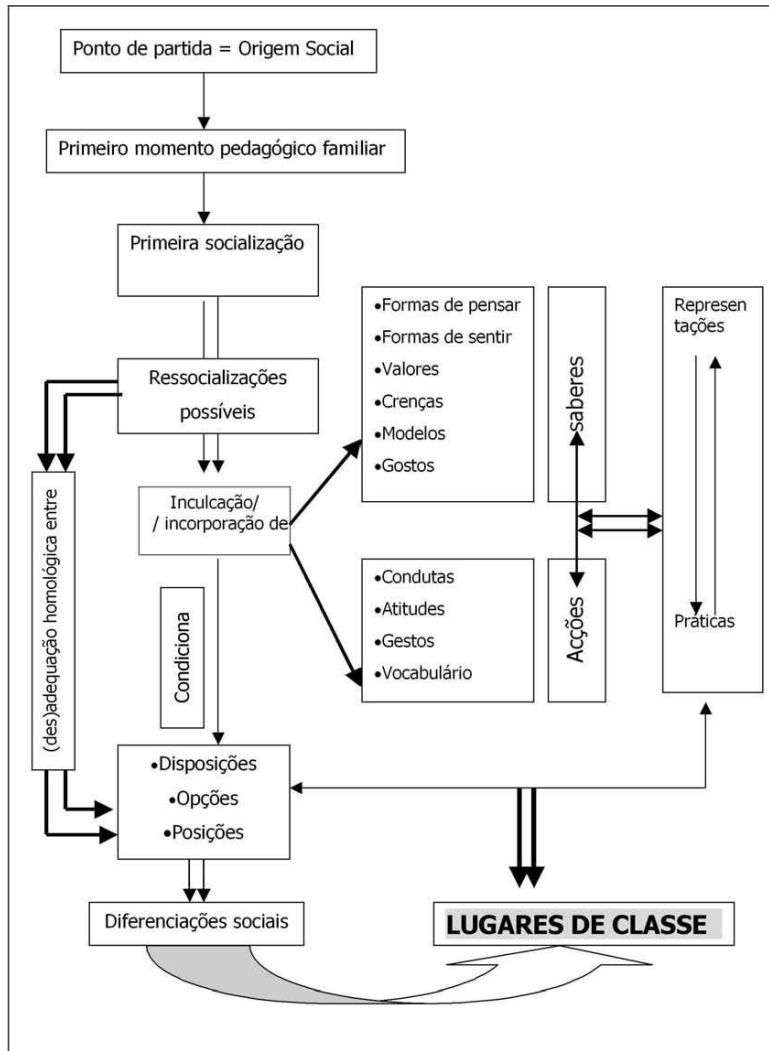 Ponto de partida = Origem Social
Primeiro momento pedagógico familiar
Primeira socialização
Ressocializações
possíveis
Inculcação/
/ incorporação de
•Formas de pensar
•Formas de sentir
•Valores
•Crenças
•Modelos
•Gostos
saberes
Represen
tações
Práticas
•Condutas
•Atitudes
•Gestos
•Vocabulário
Acções
(des)adequação homológica entre
Condiciona
•Disposições
•Opções
•Posições
Diferenciações sociais
LUGARES DE CLASSE